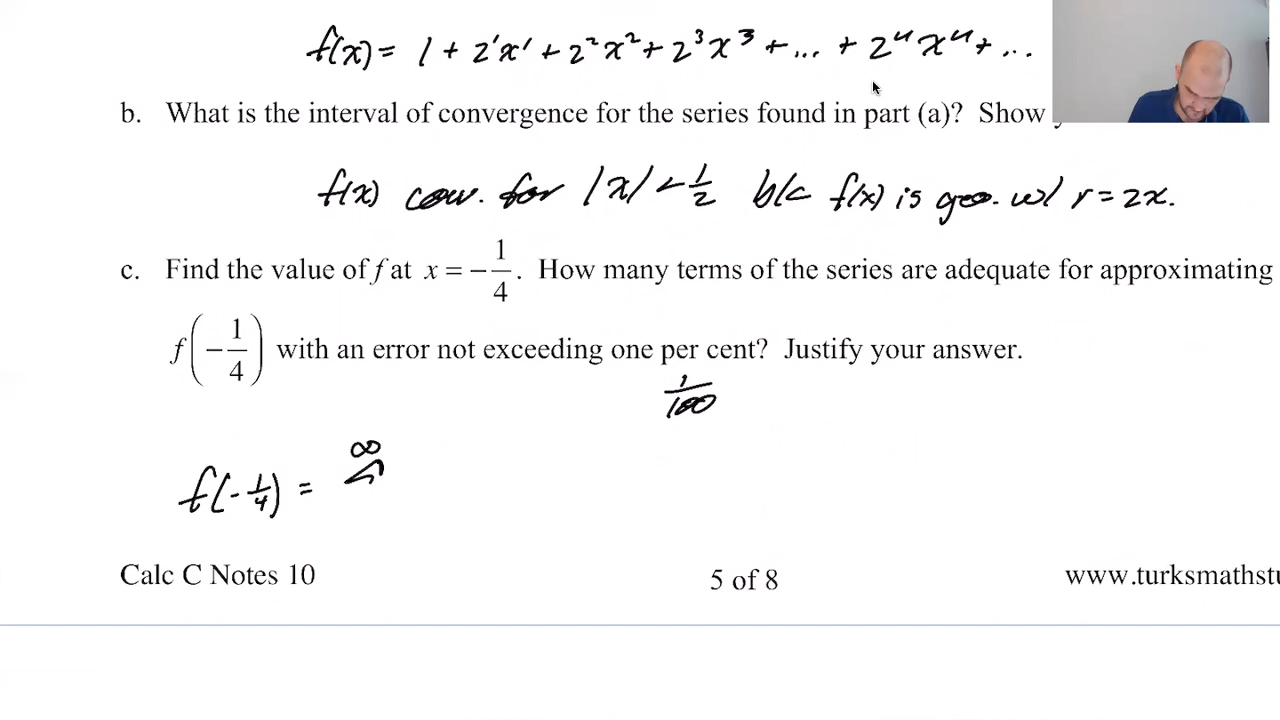 f(x) = 1 + 2¹x¹ + 2²x² + 2³x³ + ... + 2ⁿxⁿ + ...
b. What is the interval of convergence for the series found in part (a)? Show
f(x) conv. for |x| < 1/2 b/c f(x) is geo. w/ r = 2x.
c. Find the value of f at x = −1/4. How many terms of the series are adequate for approximating
f(−1/4) with an error not exceeding one per cent? Justify your answer.
1/100
f(-1/4) = ∞
Calc C Notes 10 5 of 8 www.turksmathstu